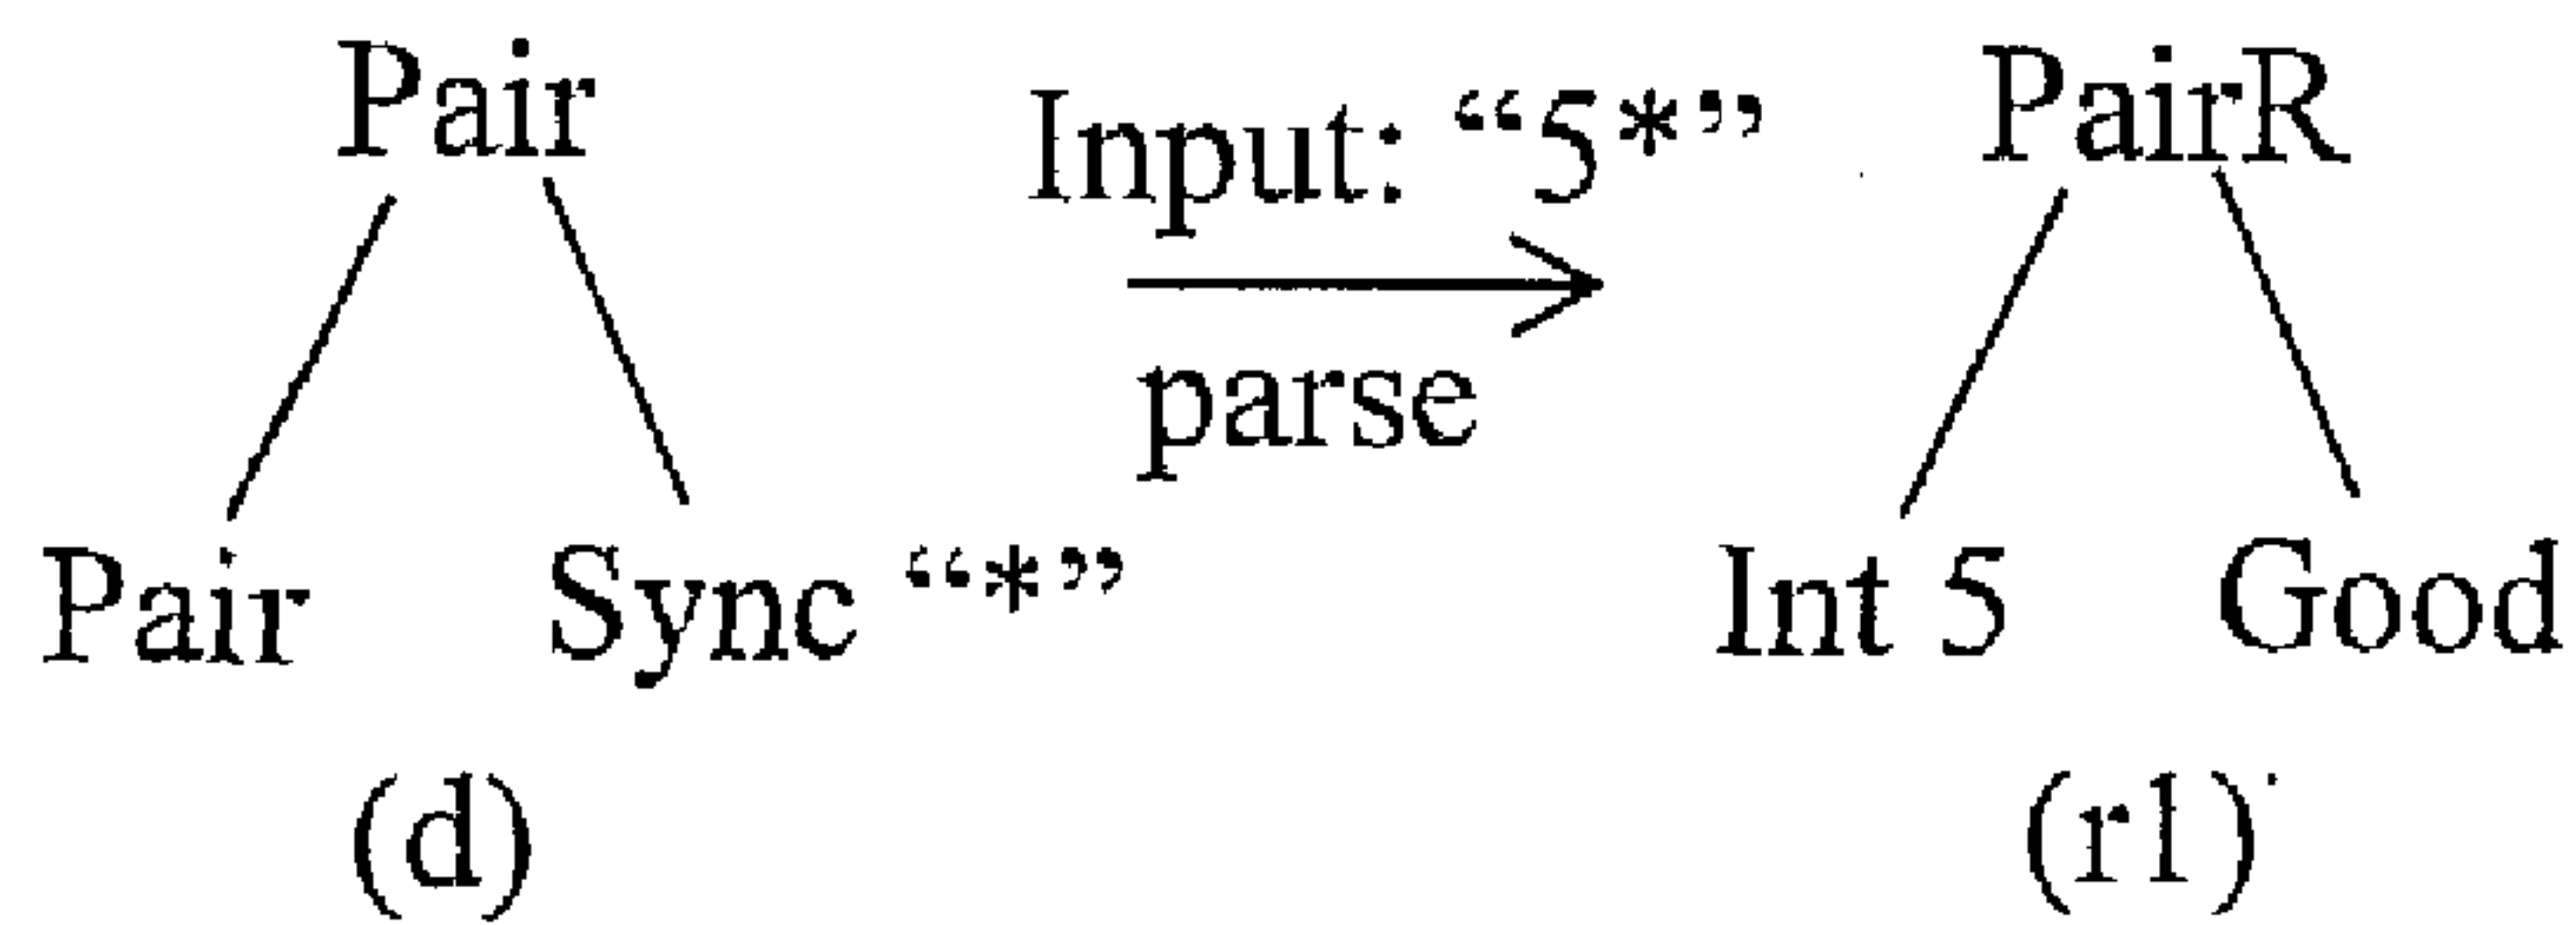 Pair
Input: “5*”
PairR
parse
Pair
Sync “*”
Int 5
Good
(d)
(r1)